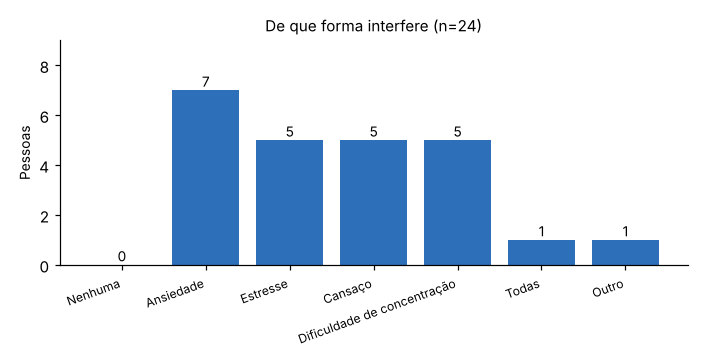 De que forma interfere (n=24)
Pessoas
8
6
4
2
0
0
7
5
5
5
1
1
Nenhuma
Ansiedade
Estresse
Cansaço
Dificuldade de concentração
Todas
Outro